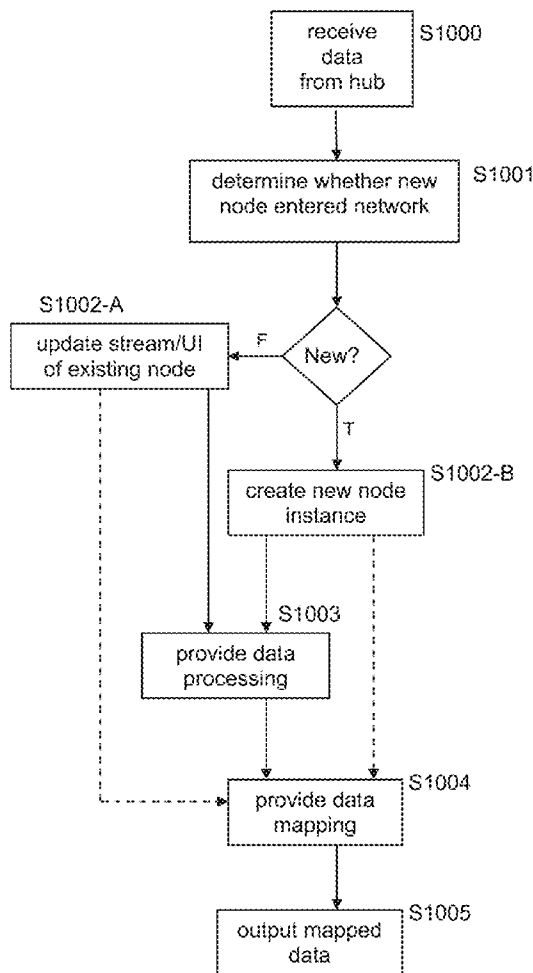 receive
data
from hub
S1000
S1001
determine whether new
node entered network
S1002-A
update stream/UI
of existing node
F
New?
T
S1002-B
create new node
instance
S1003
provide data
processing
S1004
provide data
mapping
S1005
output mapped
data